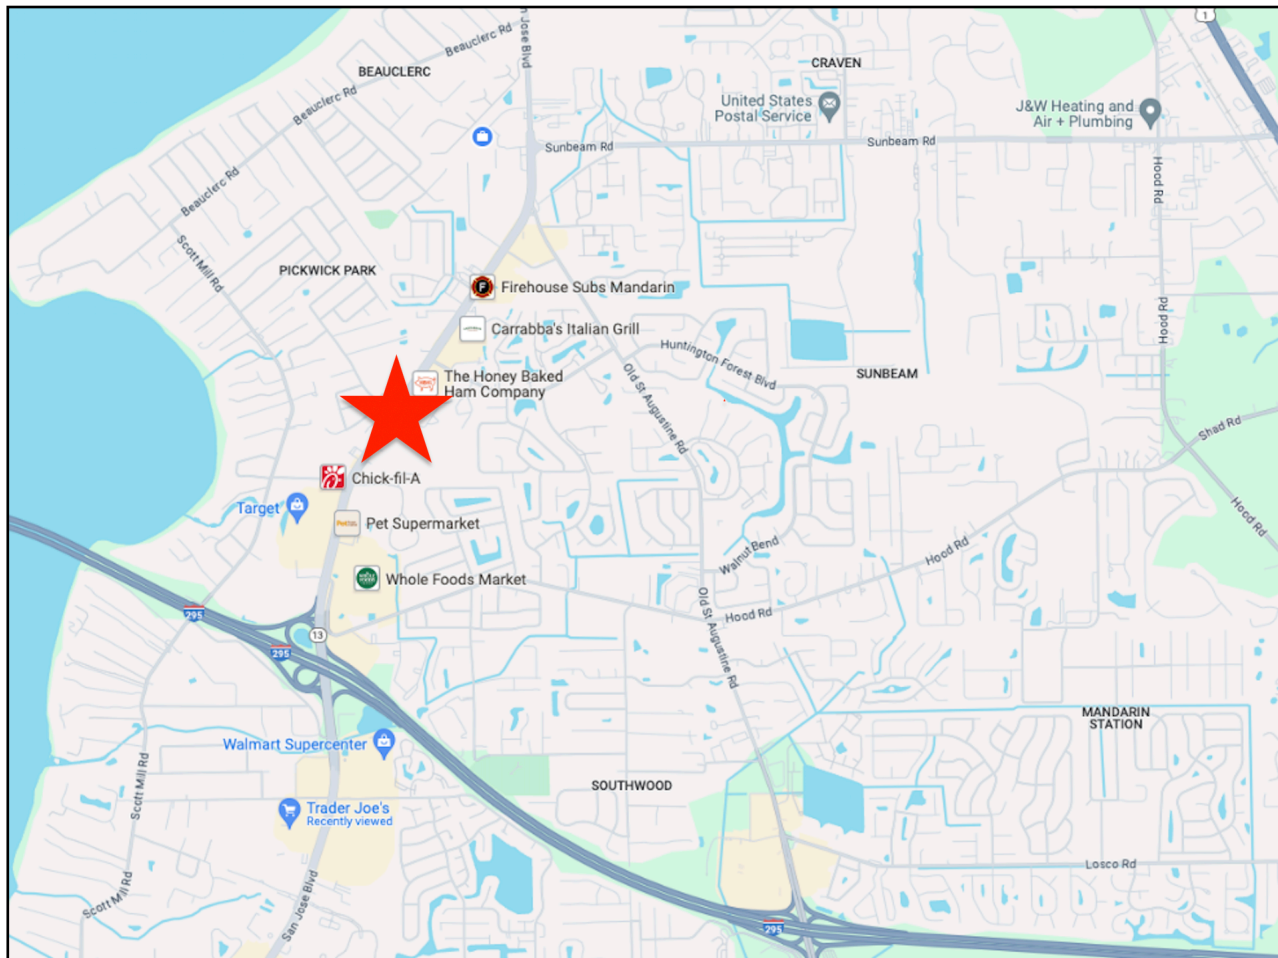 1
n Jose Blvd
Beauclerc Rd
BEAUCLERC
CRAVEN
Beauclerc Rd
United States
Postal Service
J&W Heating and
Air + Plumbing
Sunbeam Rd
Sunbeam Rd
Beauclerc Rd
Hood Rd
Scott Mill Rd
PICKWICK PARK
F
Firehouse Subs Mandarin
Hood Rd
Carrabba's Italian Grill
Huntington Forest Blvd
SUNBEAM
The Honey Baked
Ham Company
Old St Augustine Rd
Shad Rd
Chick-fil-A
Target
Hood Rd
Pet Supermarket
Walnut Bend
Hood Rd
Whole Foods Market
295
Hood Rd
13
295
Old St Augustine Rd
MANDARIN
STATION
Walmart Supercenter
Scott Mill Rd
SOUTHWOOD
Trader Joe's
Recently viewed
Losco Rd
Scott Mill Rd
San Jose Blvd
295